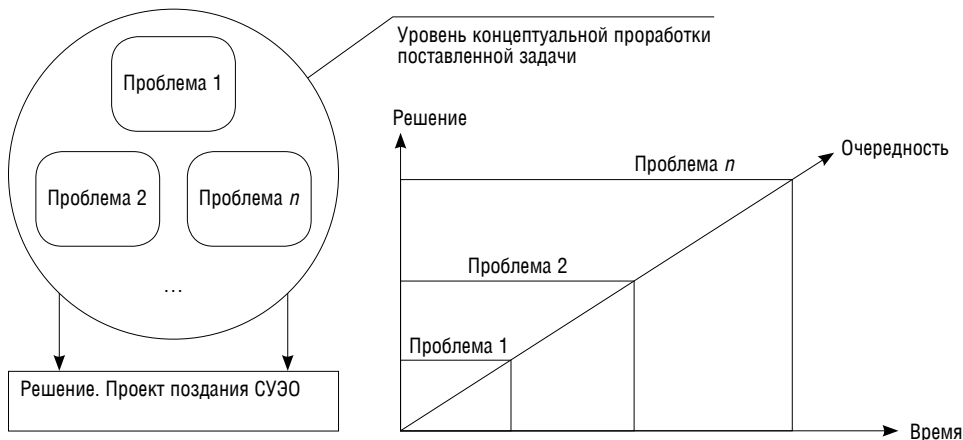 Уровень концептуальной проработки
поставленной задачи
Проблема 1
Проблема 2
Проблема n
...
Решение. Проект поздания СУЭО
Решение
Очередность
Проблема n
Проблема 2
Проблема 1
Время